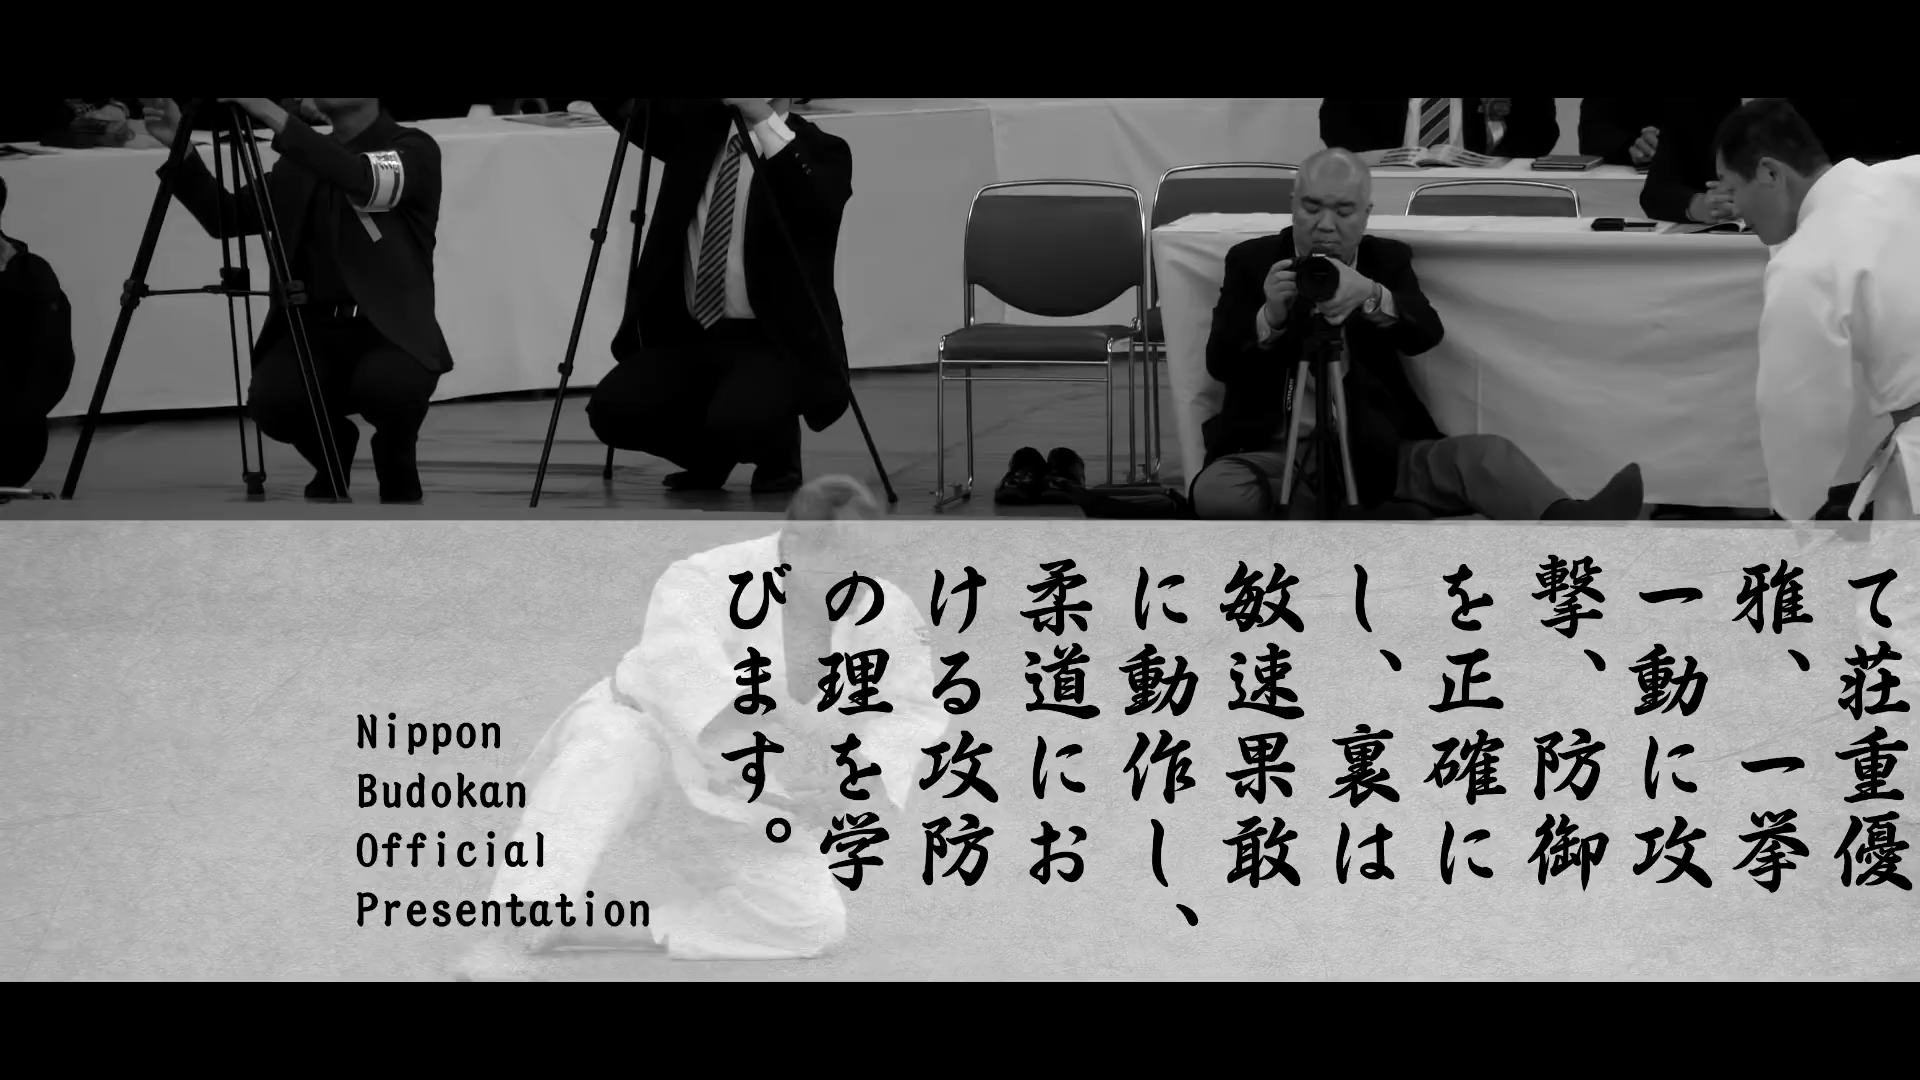 て荘重優
雅、一挙
一動に攻
撃、防御
を正確に
し、裏は
敏速果敢
に動作し、
柔道にお
ける攻防
の理を学
びます。
Nippon
Budokan
Official
Presentation